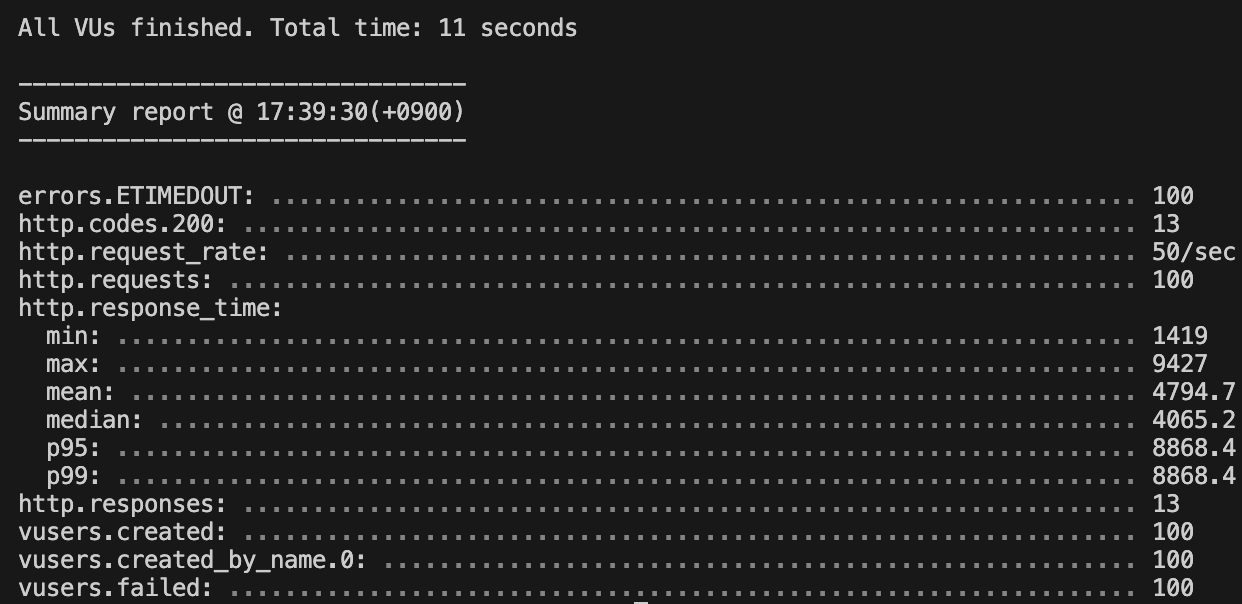 All VUs finished. Total time: 11 seconds
--------------------------------
Summary report @ 17:39:30(+0900)
--------------------------------
errors.ETIMEDOUT: .............................................................. 100
http.codes.200: ................................................................ 13
http.request_rate: ............................................................. 50/sec
http.requests: ................................................................. 100
http.response_time:
  min: ......................................................................... 1419
  max: ......................................................................... 9427
  mean: ........................................................................ 4794.7
  median: ...................................................................... 4065.2
  p95: ......................................................................... 8868.4
  p99: ......................................................................... 8868.4
http.responses: ................................................................ 13
vusers.created: ................................................................ 100
vusers.created_by_name.0: ...................................................... 100
vusers.failed: ................................................................. 100